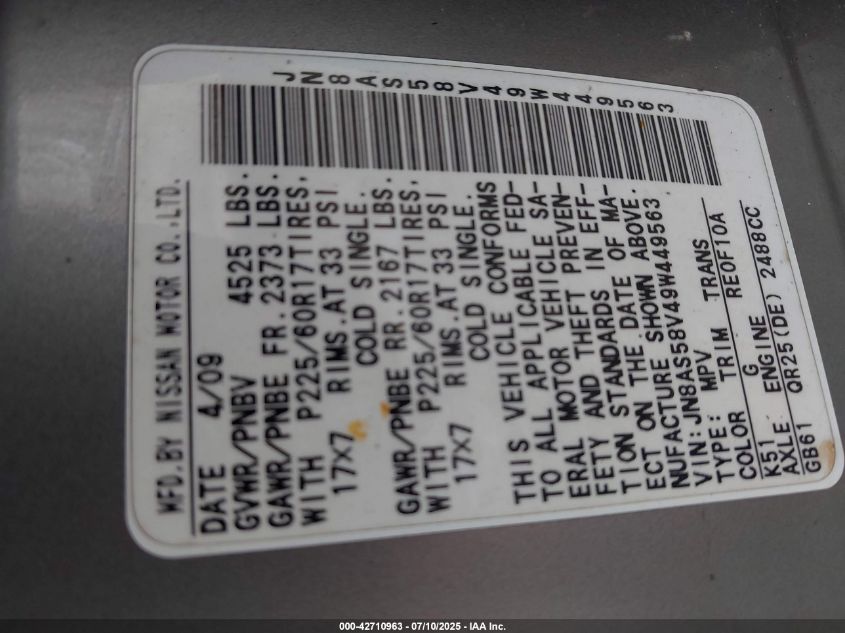 JN8AS58V49W449563
MFD.BY NISSAN MOTOR CO.,LTD.
DATE 4/09
GVWR/PNBV 4525 LBS.
GAWR/PNBE FR.2373 LBS.
WITH P225/60R17TIRES,
17X7 RIMS.AT 33 PSI
COLD SINGLE.
GAWR/PNBE RR.2167 LBS.
WITH P225/60R17TIRES,
17X7 RIMS.AT 33 PSI
COLD SINGLE.
THIS VEHICLE CONFORMS
TO ALL APPLICABLE FED-
ERAL MOTOR VEHICLE SA-
FETY AND THEFT PREVEN-
TION STANDARDS IN EFF-
ECT ON THE DATE OF MA-
NUFACTURE SHOWN ABOVE.
VIN:JN8AS58V49W449563
TYPE: MPV
COLOR TRIM TRANS
K51 G RE0F10A
AXLE ENGINE
GB61 QR25(DE) 2488CC
000-42710963 - 07/10/2025 - IAA Inc.